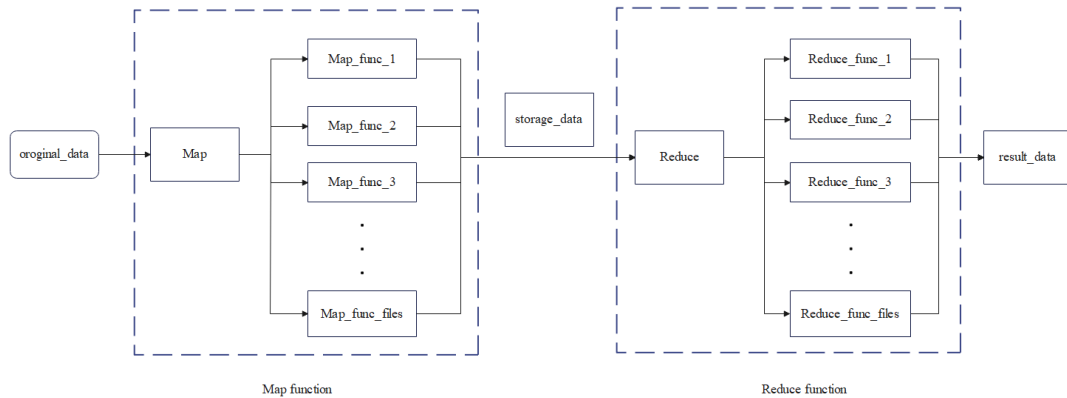 oroginal_data
Map
Map_func_1
Map_func_2
Map_func_3
Map_func_files
Map function
storage_data
Reduce
Reduce_func_1
Reduce_func_2
Reduce_func_3
Reduce_func_files
Reduce function
result_data